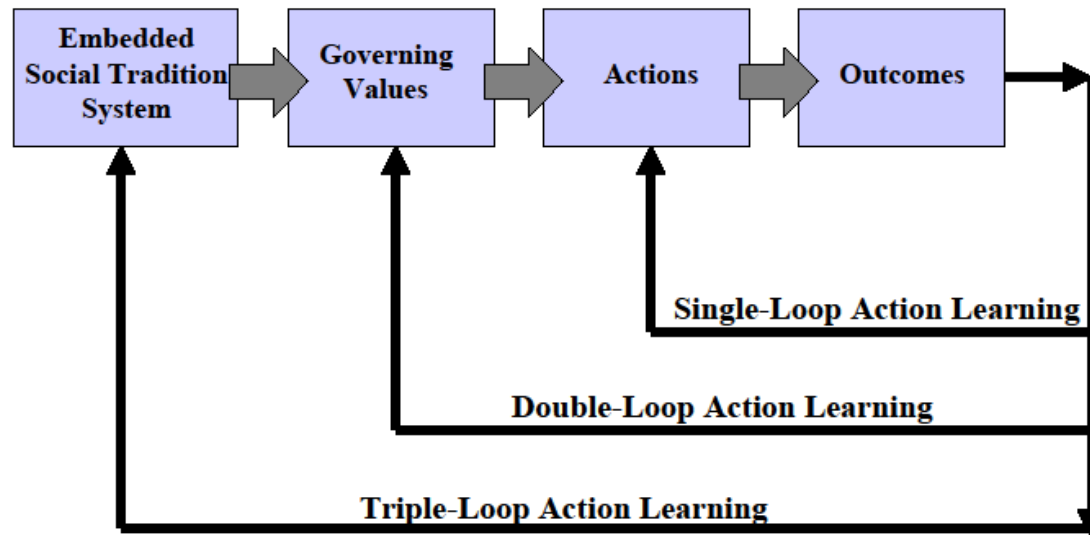 Embedded
Social Tradition
System
Governing
Values
Actions
Outcomes
Single-Loop Action Learning
Double-Loop Action Learning
Triple-Loop Action Learning